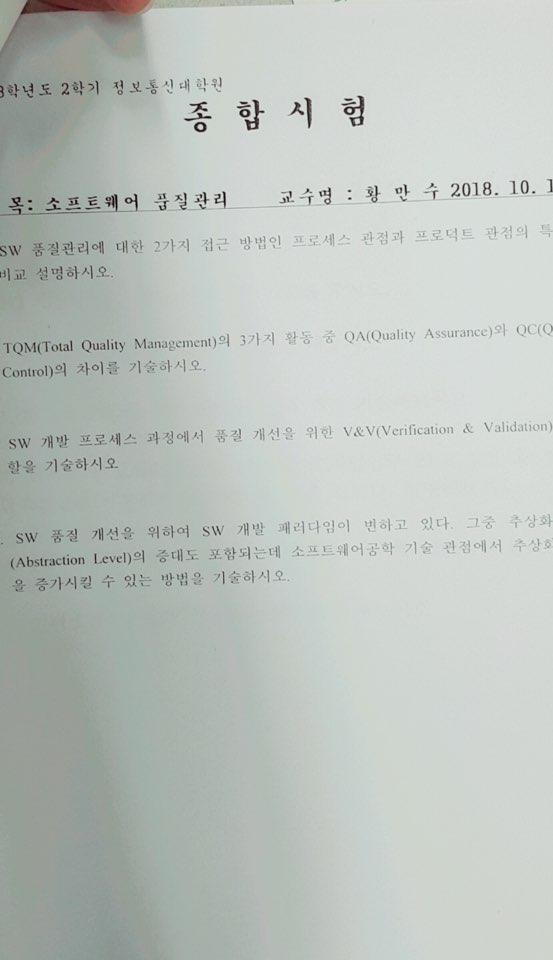 8학년도 2학기 정보통신대학원
종 합 시 험
목: 소프트웨어 품질관리 교수명 : 황 만 수 2018. 10. 1
SW 품질관리에 대한 2가지 접근 방법인 프로세스 관점과 프로덕트 관점의 특
비교 설명하시오.
TQM(Total Quality Management)의 3가지 활동 중 QA(Quality Assurance)와 QC(Q
Control)의 차이를 기술하시오.
SW 개발 프로세스 과정에서 품질 개선을 위한 V&V(Verification & Validation)
할을 기술하시오
. SW 품질 개선을 위하여 SW 개발 패러다임이 변하고 있다. 그중 추상화
(Abstraction Level)의 증대도 포함되는데 소프트웨어공학 기술 관점에서 추상화
을 증가시킬 수 있는 방법을 기술하시오.